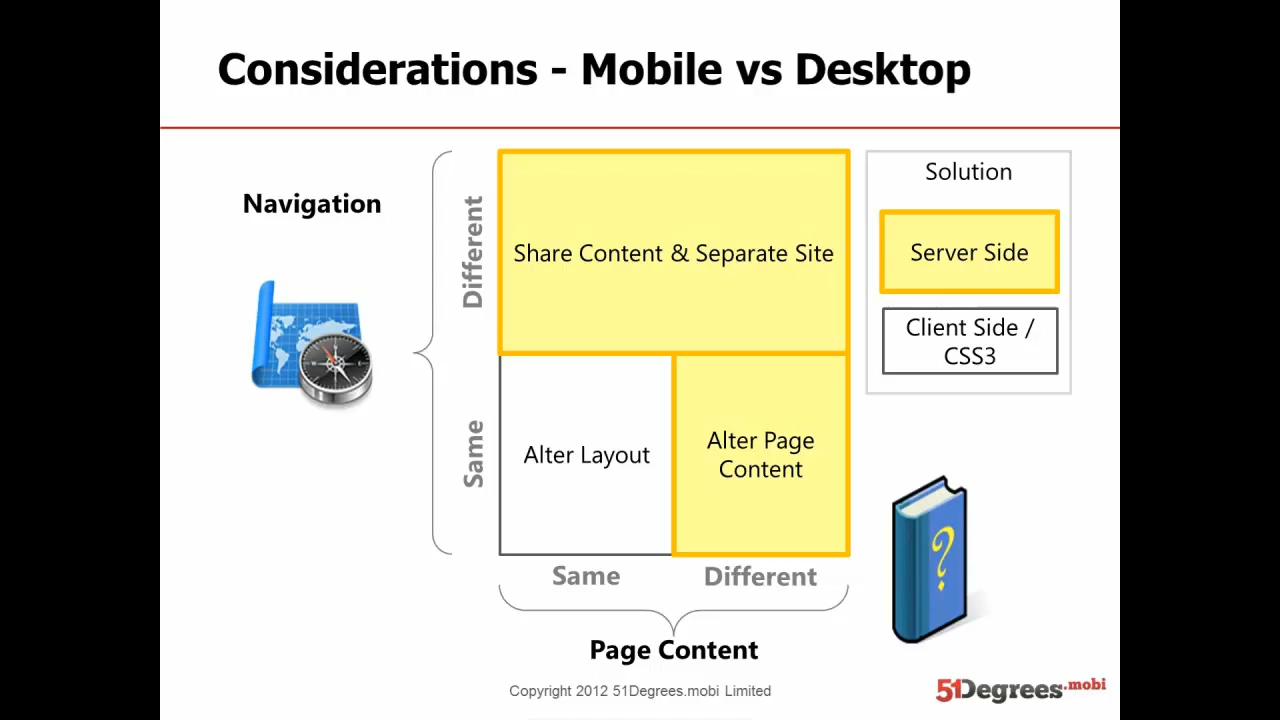 Considerations - Mobile vs Desktop
Navigation
Different
Same
Share Content & Separate Site
Alter Layout
Alter Page
Content
Same
Different
Page Content
Solution
Server Side
Client Side /
CSS3
?
Copyright 2012 51Degrees.mobi Limited
51Degrees.mobi